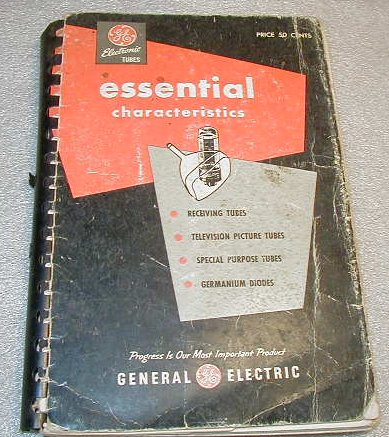 PRICE 50 CENTS
GE
Electronic
TUBES
essential
characteristics
RECEIVING TUBES
TELEVISION PICTURE TUBES
SPECIAL PURPOSE TUBES
GERMANIUM DIODES
Progress Is Our Most Important Product
GENERAL GE ELECTRIC